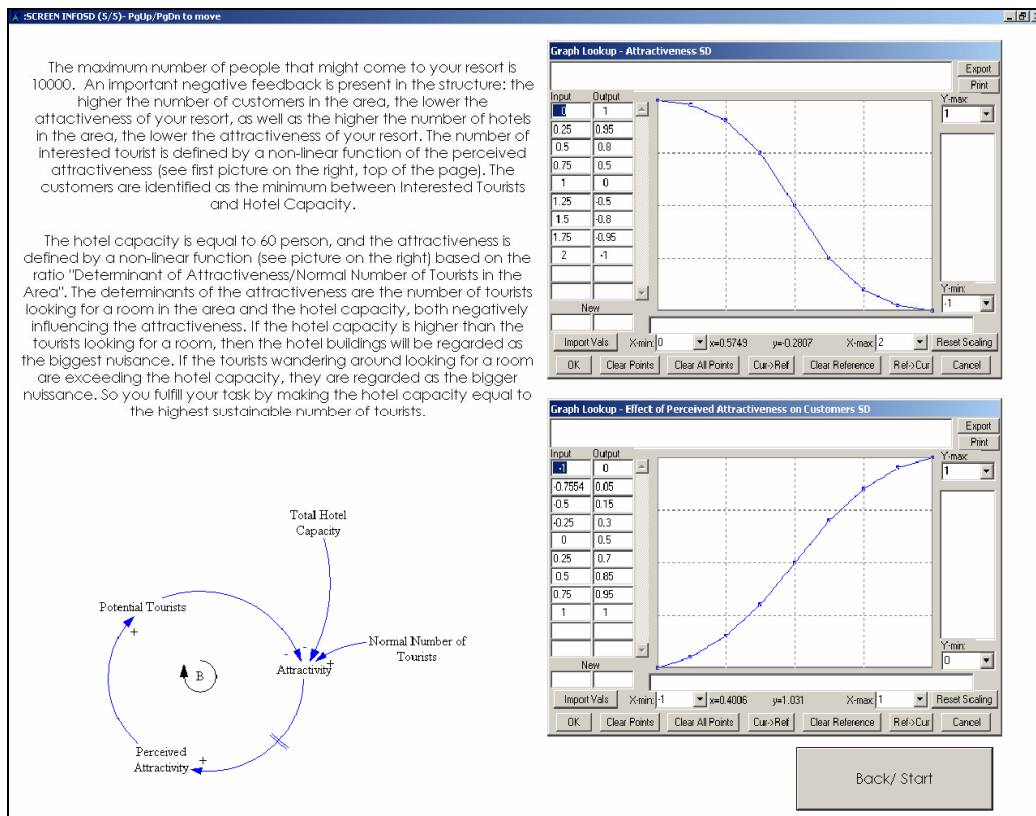 :SCREEN INFOSD (5/5)- PgUp/PgDn to move
The maximum number of people that might come to your resort is
10000. An important negative feedback is present in the structure: the
higher the number of customers in the area, the lower the
attactiveness of your resort, as well as the higher the number of hotels
in the area, the lower the attractiveness of your resort. The number of
interested tourist is defined by a non-linear function of the perceived
attractiveness (see first picture on the right, top of the page). The
customers are identified as the minimum between Interested Tourists
and Hotel Capacity.
The hotel capacity is equal to 60 person, and the attractiveness is
defined by a non-linear function (see picture on the right) based on the
ratio "Determinant of Attractiveness/Normal Number of Tourists in the
Area". The determinants of the attractiveness are the number of tourists
looking for a room in the area and the hotel capacity, both negatively
influencing the attractiveness. If the hotel capacity is higher than the
tourists looking for a room, then the hotel buildings will be regarded as
the biggest nuisance. If the tourists wandering around looking for a room
are exceeding the hotel capacity, they are regarded as the bigger
nuissance. So you fulfill your task by making the hotel capacity equal to
the highest sustainable number of tourists.
Total Hotel
Capacity
Potential Tourists
+
Normal Number of
Tourists
- -
+
Attractivity
B
Perceived
Attractivity
+
Graph Lookup - Attractiveness SD
Export
Print
Input Output
Y-max:
0 1
1
0.25 0.95
0.5 0.8
0.75 0.5
1 0
1.25 -0.5
1.5 -0.8
1.75 -0.95
2 -1
Y-min:
-1
New
Import Vals X-min: 0 x=0.5749 y=-0.2807 X-max: 2 Reset Scaling
OK Clear Points Clear All Points Cur->Ref Clear Reference Ref->Cur Cancel
Graph Lookup - Effect of Perceived Attractiveness on Customers SD
Export
Print
Input Output
Y-max:
-1 0
1
-0.7554 0.05
-0.5 0.15
-0.25 0.3
0 0.5
0.25 0.7
0.5 0.85
0.75 0.95
1 1
Y-min:
0
New
Import Vals X-min: -1 x=0.4006 y=1.031 X-max: 1 Reset Scaling
OK Clear Points Clear All Points Cur->Ref Clear Reference Ref->Cur Cancel
Back/ Start